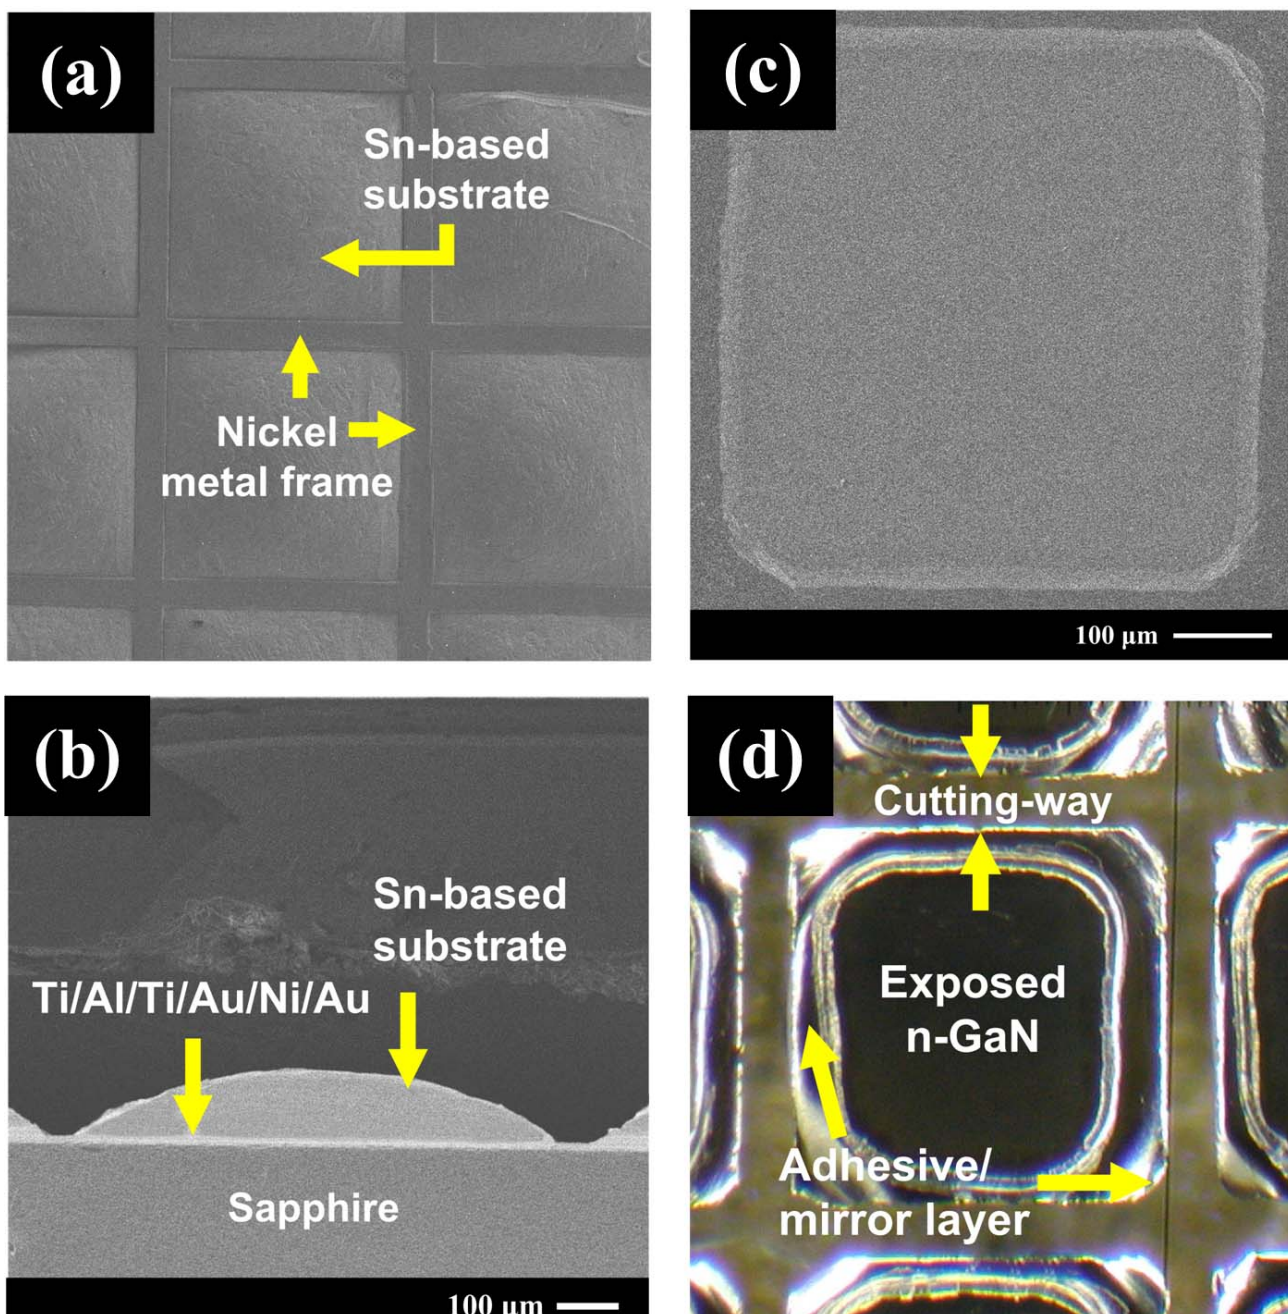 (a)
Sn-based
substrate
Nickel
metal frame
(c)
100 μm
(b)
Sn-based
substrate
Ti/Al/Ti/Au/Ni/Au
Sapphire
100 μm
(d)
Cutting-way
Exposed
n-GaN
Adhesive/
mirror layer